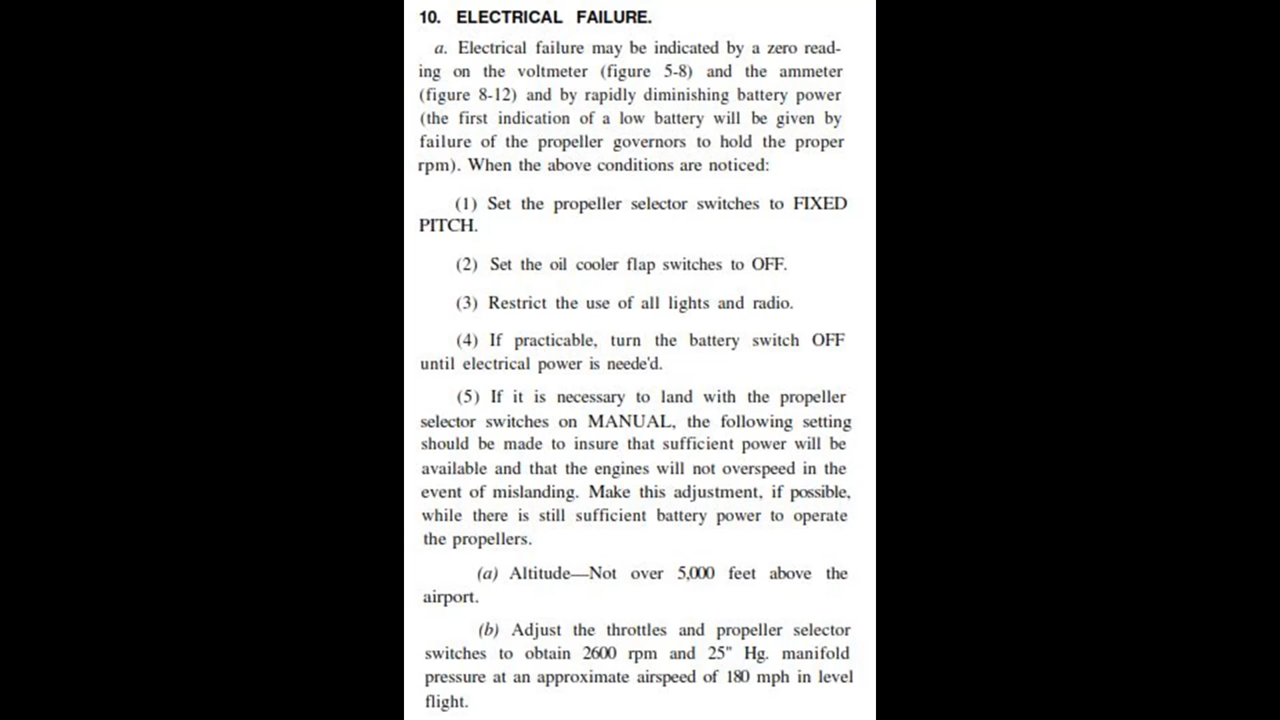 10. ELECTRICAL FAILURE.
a. Electrical failure may be indicated by a zero read-
ing on the voltmeter (figure 5-8) and the ammeter
(figure 8-12) and by rapidly diminishing battery power
(the first indication of a low battery will be given by
failure of the propeller governors to hold the proper
rpm). When the above conditions are noticed:
(1) Set the propeller selector switches to FIXED
PITCH.
(2) Set the oil cooler flap switches to OFF.
(3) Restrict the use of all lights and radio.
(4) If practicable, turn the battery switch OFF
until electrical power is neede'd.
(5) If it is necessary to land with the propeller
selector switches on MANUAL, the following setting
should be made to insure that sufficient power will be
available and that the engines will not overspeed in the
event of mislanding. Make this adjustment, if possible,
while there is still sufficient battery power to operate
the propellers.
(a) Altitude—Not over 5,000 feet above the
airport.
(b) Adjust the throttles and propeller selector
switches to obtain 2600 rpm and 25" Hg. manifold
pressure at an approximate airspeed of 180 mph in level
flight.